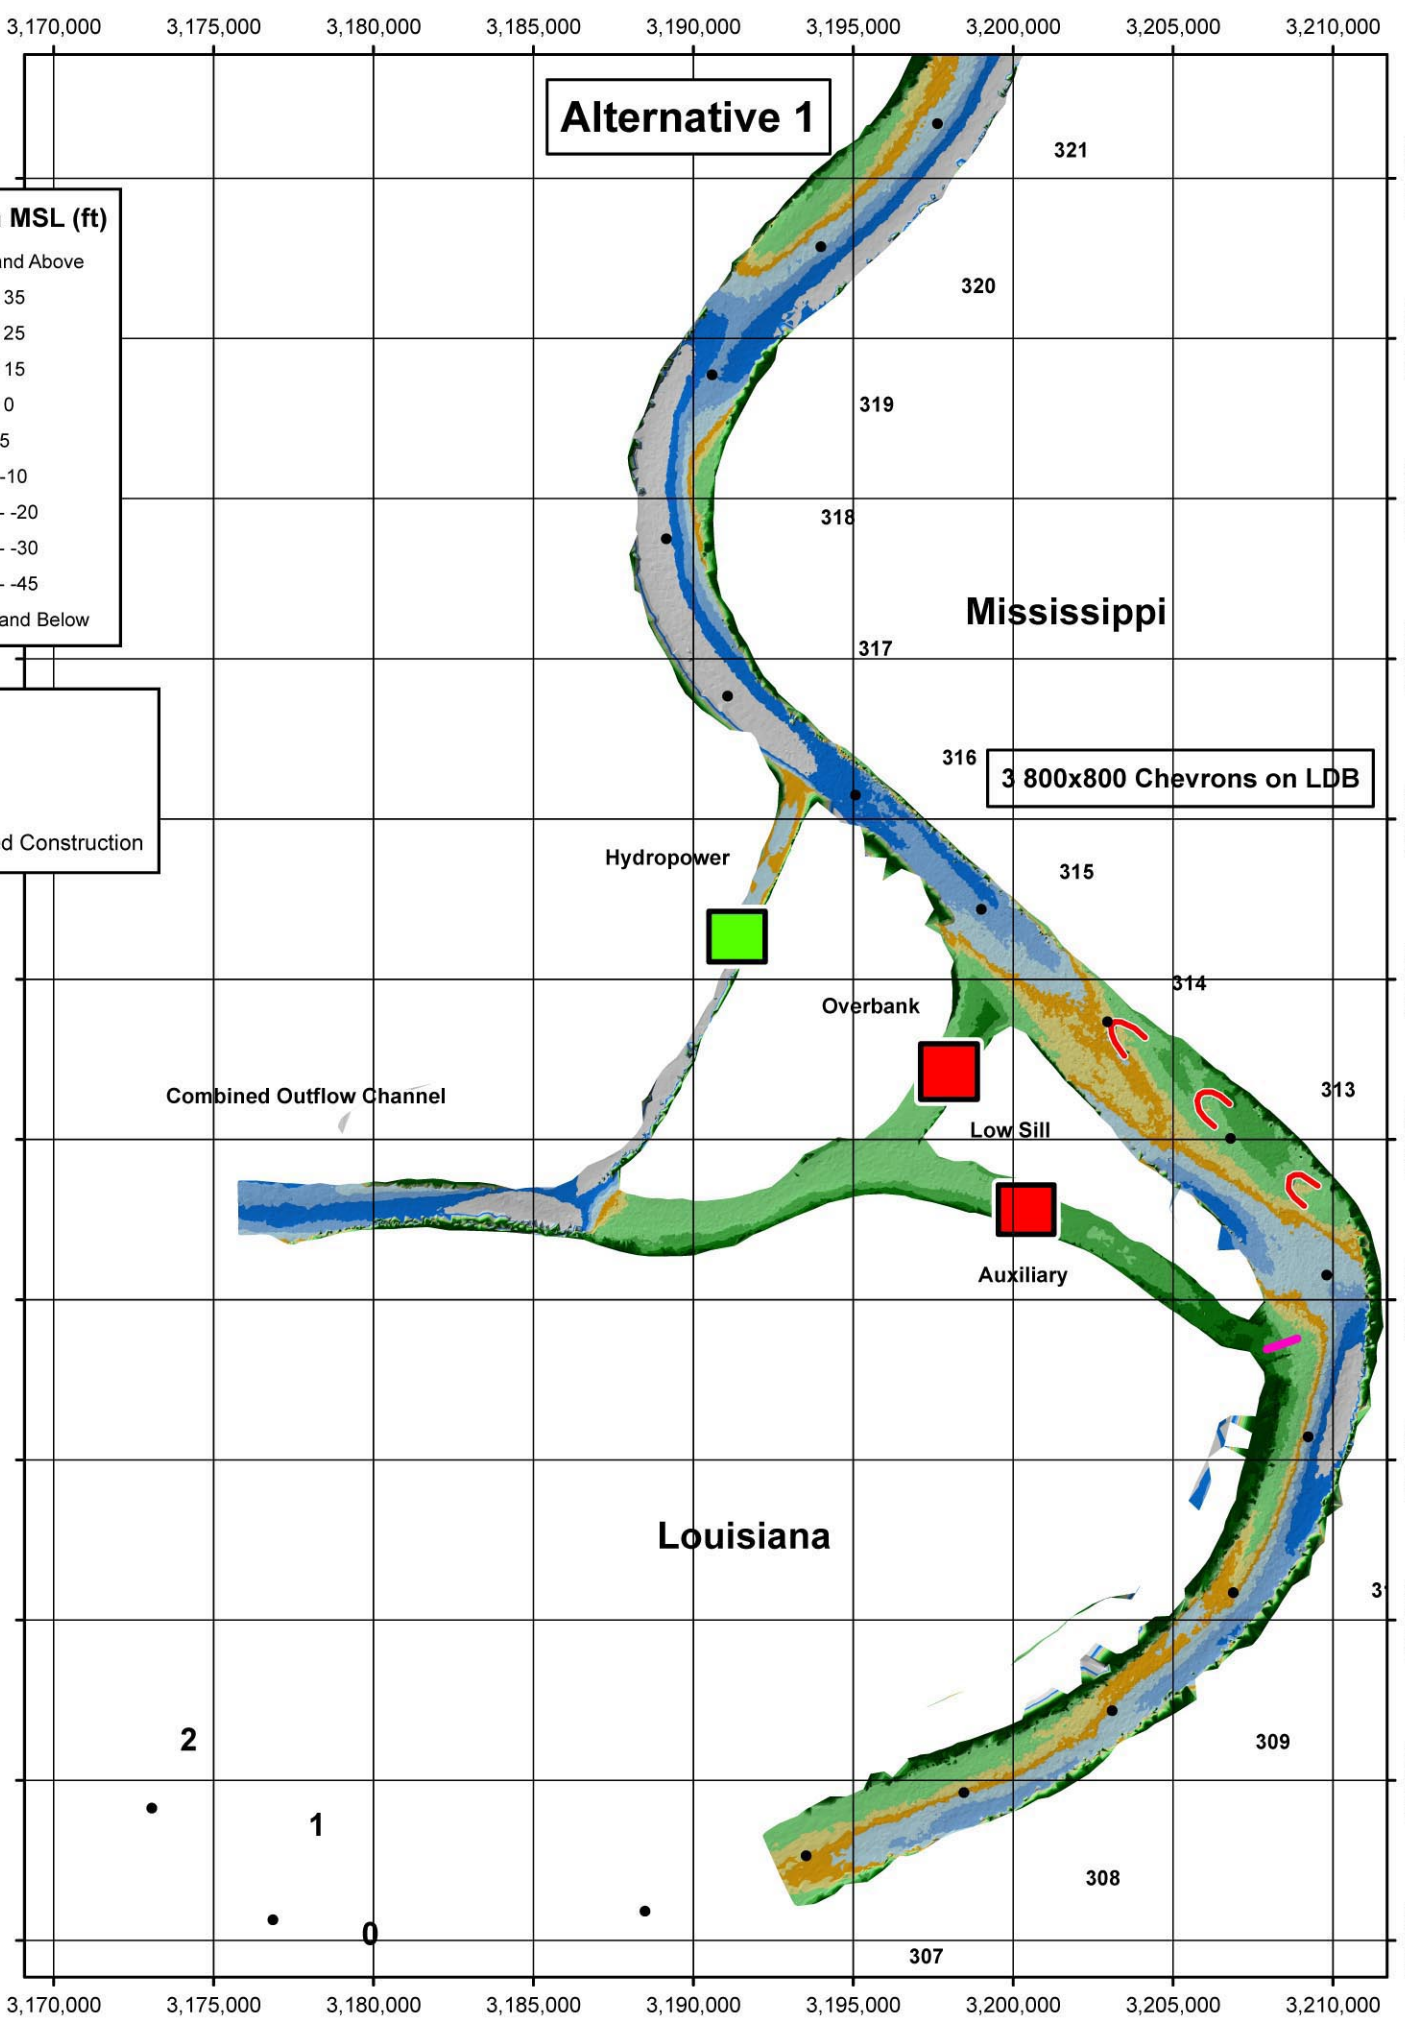 3,170,000 3,175,000 3,180,000 3,185,000 3,190,000 3,195,000 3,200,000 3,205,000 3,210,000
Alternative 1
321
MSL (ft)
and Above
35
25
15
0
5
-10
- -20
- -30
- -45
and Below
320
319
318
317
Mississippi
316
3 800x800 Chevrons on LDB
Construction
Hydropower
315
314
Overbank
Combined Outflow Channel
313
Low Sill
Auxiliary
Louisiana
2
309
1
308
0
307
3,170,000 3,175,000 3,180,000 3,185,000 3,190,000 3,195,000 3,200,000 3,205,000 3,210,000